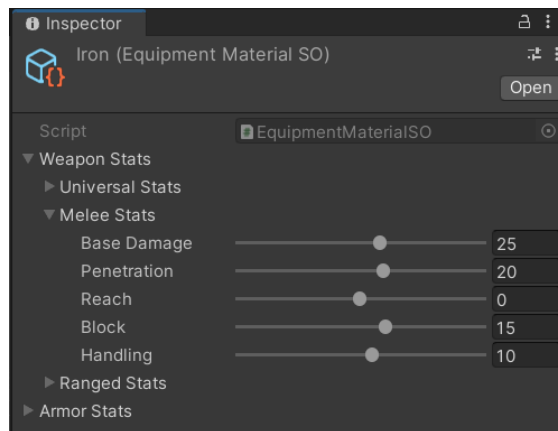 Inspector
Iron (Equipment Material SO)
Open
Script EquipmentMaterialSO
Weapon Stats
Universal Stats
Melee Stats
Base Damage 25
Penetration 20
Reach 0
Block 15
Handling 10
Ranged Stats
Armor Stats